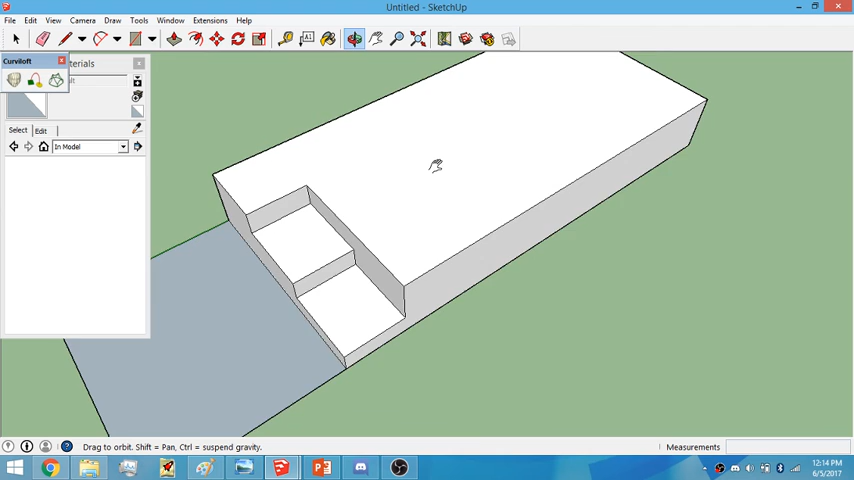 Untitled - SketchUp
File Edit View Camera Draw Tools Window Extensions Help
Curviloft
terials
Select Edit
In Model
Drag to orbit. Shift = Pan, Ctrl = suspend gravity.
Measurements
12:14 PM
6/5/2017